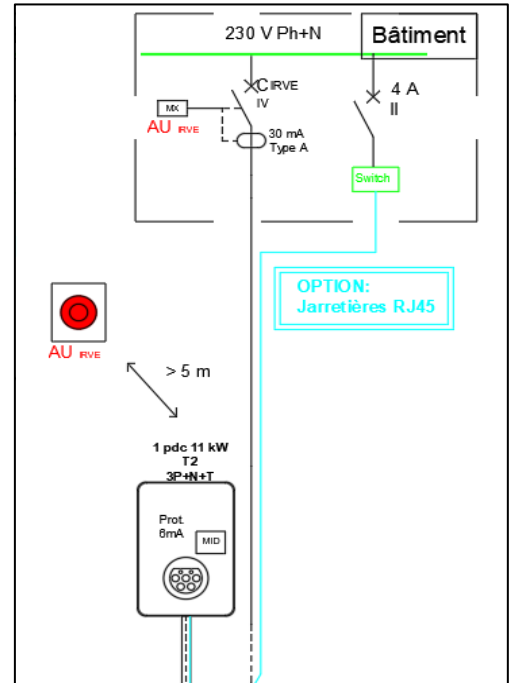 230 V Ph+N
Bâtiment
C IRVE
IV
4 A
II
MX
AU IRVE
30 mA
Type A
Switch
OPTION:
Jarretières RJ45
AU IRVE
> 5 m
1 pdc 11 kW
T2
3P+N+T
Prot.
6mA
MID